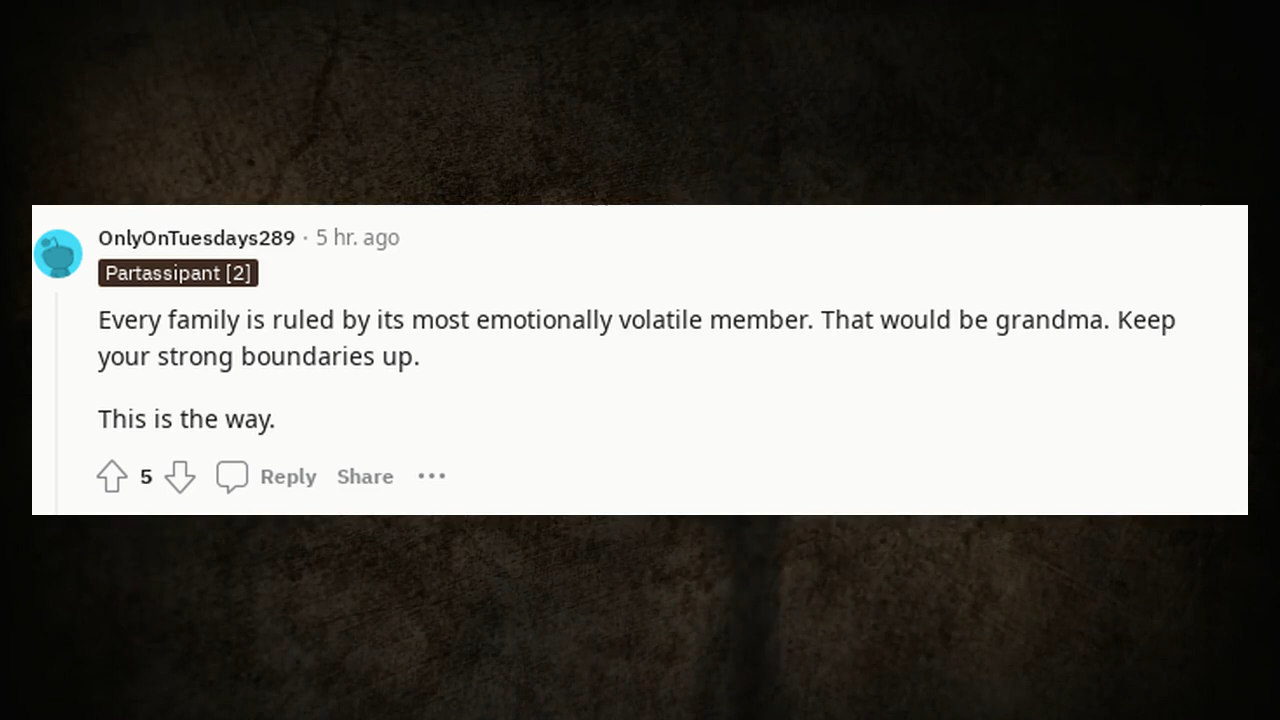 OnlyOnTuesdays289 · 5 hr. ago
Partassipant [2]
Every family is ruled by its most emotionally volatile member. That would be grandma. Keep
your strong boundaries up.
This is the way.
5 Reply Share ···